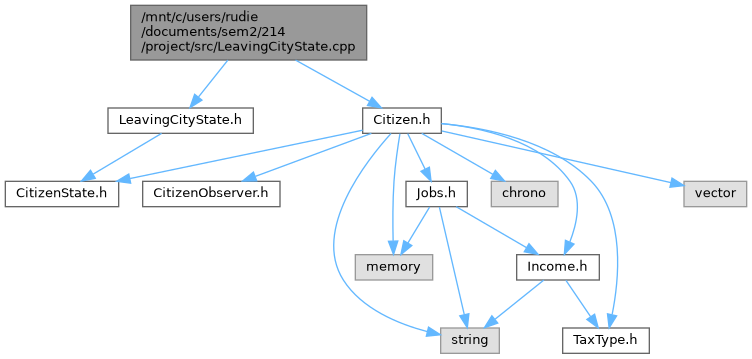 /mnt/c/users/rudie
/documents/sem2/214
/project/src/LeavingCityState.cpp
LeavingCityState.h
Citizen.h
CitizenState.h
CitizenObserver.h
Jobs.h
chrono
vector
memory
Income.h
string
TaxType.h